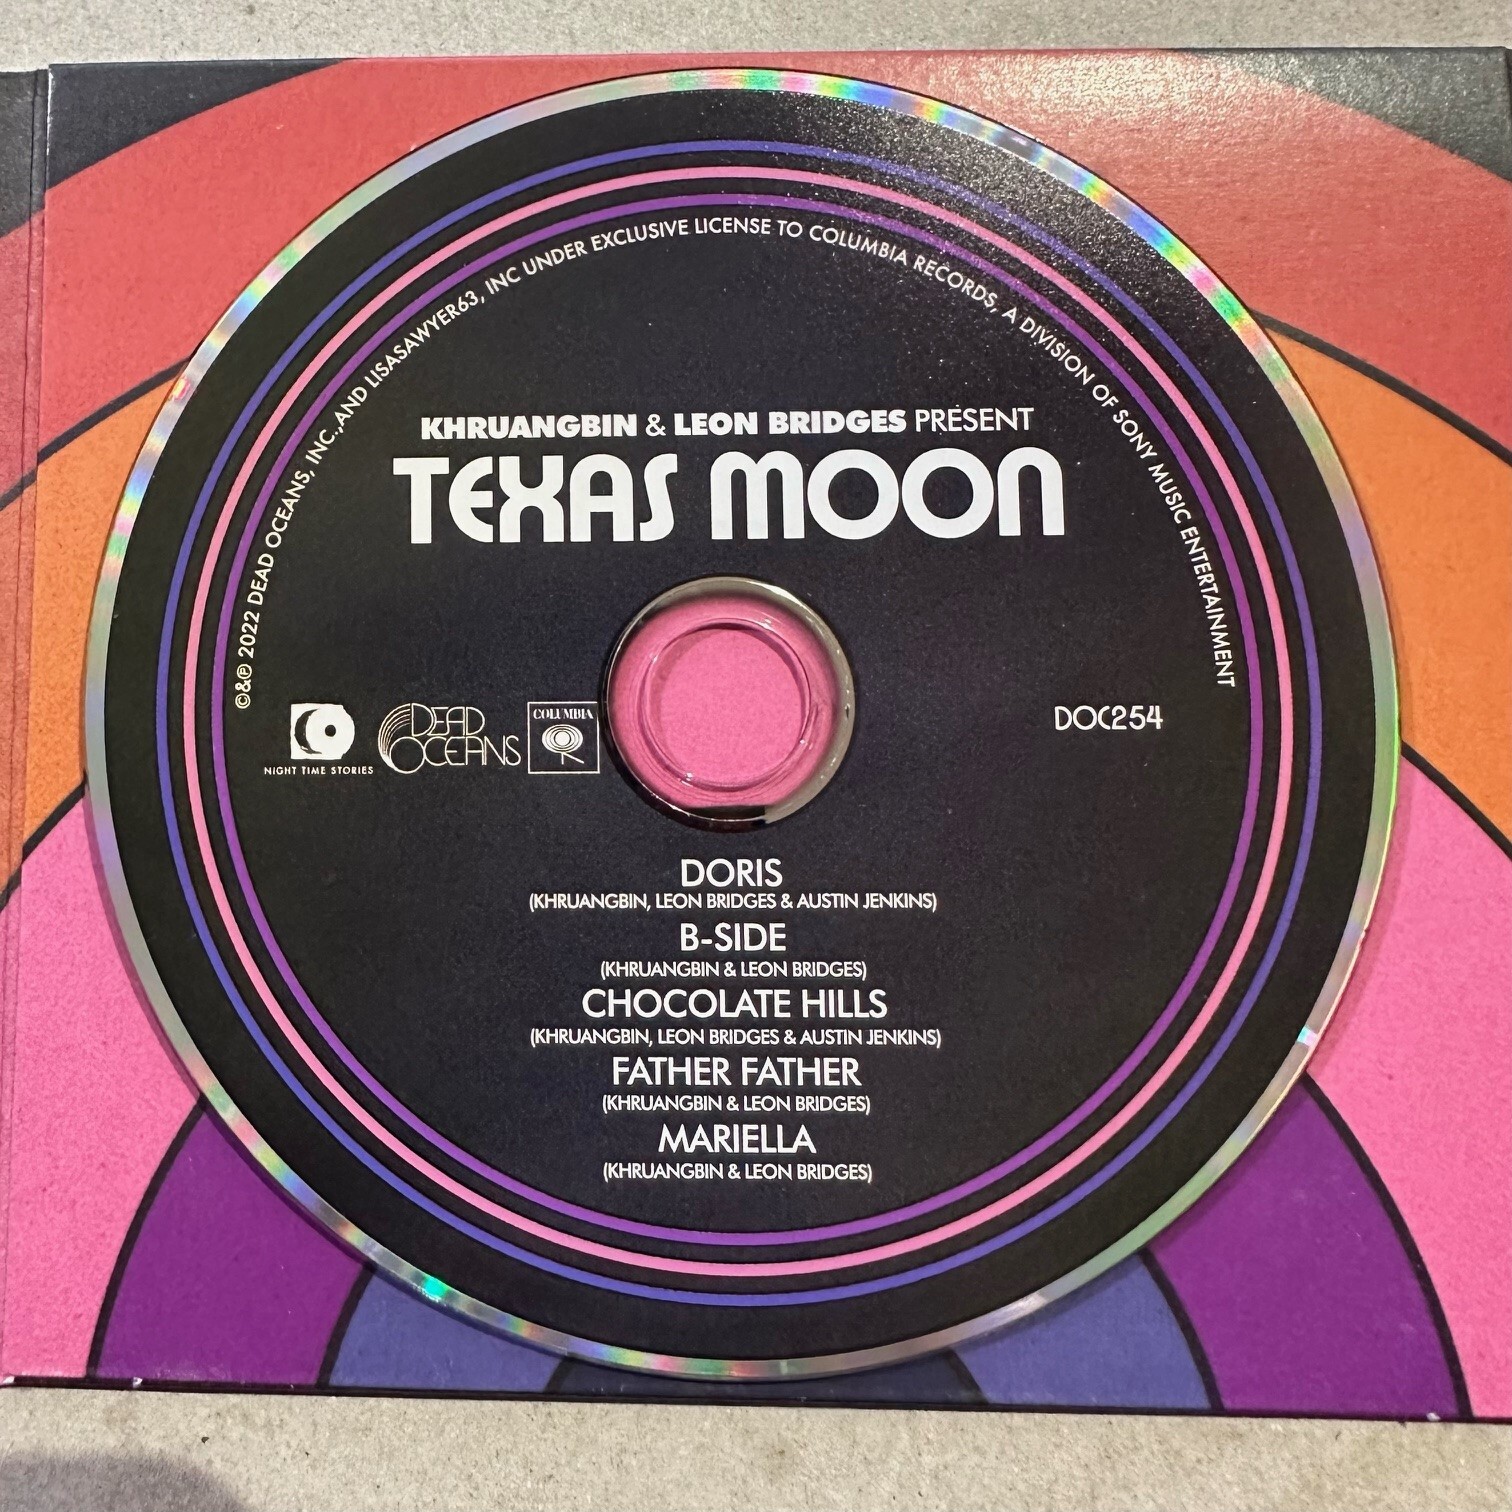 ©&℗ 2022 DEAD OCEANS, INC.,AND LISASAWYER63, INC UNDER EXCLUSIVE LICENSE TO COLUMBIA RECORDS, A DIVISION OF SONY MUSIC ENTERTAINMENT
KHRUANGBIN & LEON BRIDGES PRESENT
TEXAS MOON
NIGHT TIME STORIES
DEAD
OCEANS
COLUMBIA
DOC254
DORIS
(KHRUANGBIN, LEON BRIDGES & AUSTIN JENKINS)
B-SIDE
(KHRUANGBIN & LEON BRIDGES)
CHOCOLATE HILLS
(KHRUANGBIN, LEON BRIDGES & AUSTIN JENKINS)
FATHER FATHER
(KHRUANGBIN & LEON BRIDGES)
MARIELLA
(KHRUANGBIN & LEON BRIDGES)